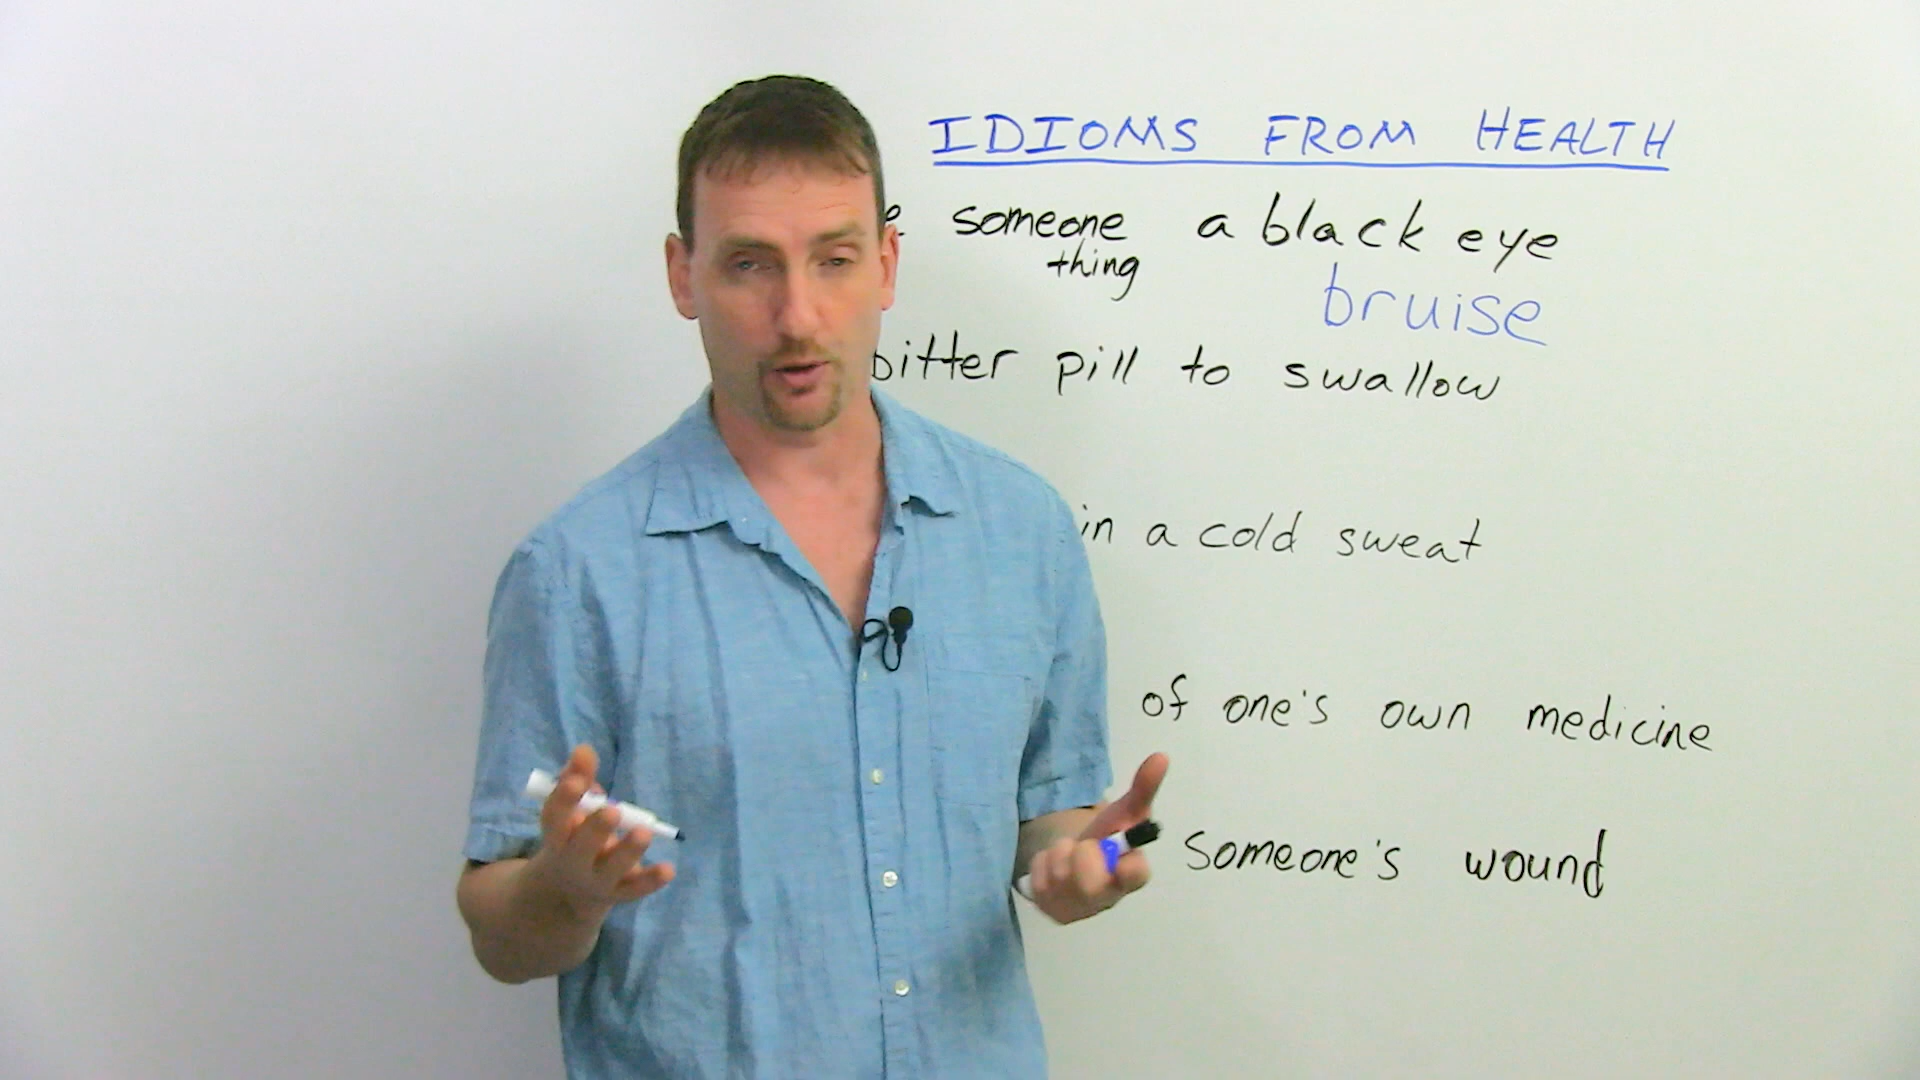 IDIOMS FROM HEALTH
someone a black eye
thing
bruise
bitter pill to swallow
in a cold sweat
of one's own medicine
someone's wound